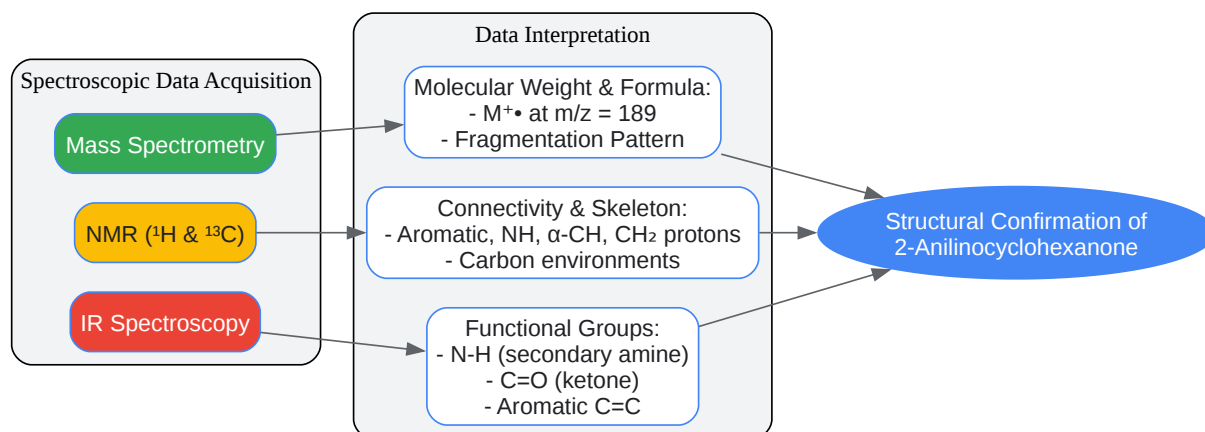 Spectroscopic Data Acquisition
Mass Spectrometry
NMR (¹H & ¹³C)
IR Spectroscopy
Data Interpretation
Molecular Weight & Formula:
- M⁺• at m/z = 189
- Fragmentation Pattern
Connectivity & Skeleton:
- Aromatic, NH, α-CH, CH₂ protons
- Carbon environments
Functional Groups:
- N-H (secondary amine)
- C=O (ketone)
- Aromatic C=C
Structural Confirmation of
2-Anilinocyclohexanone